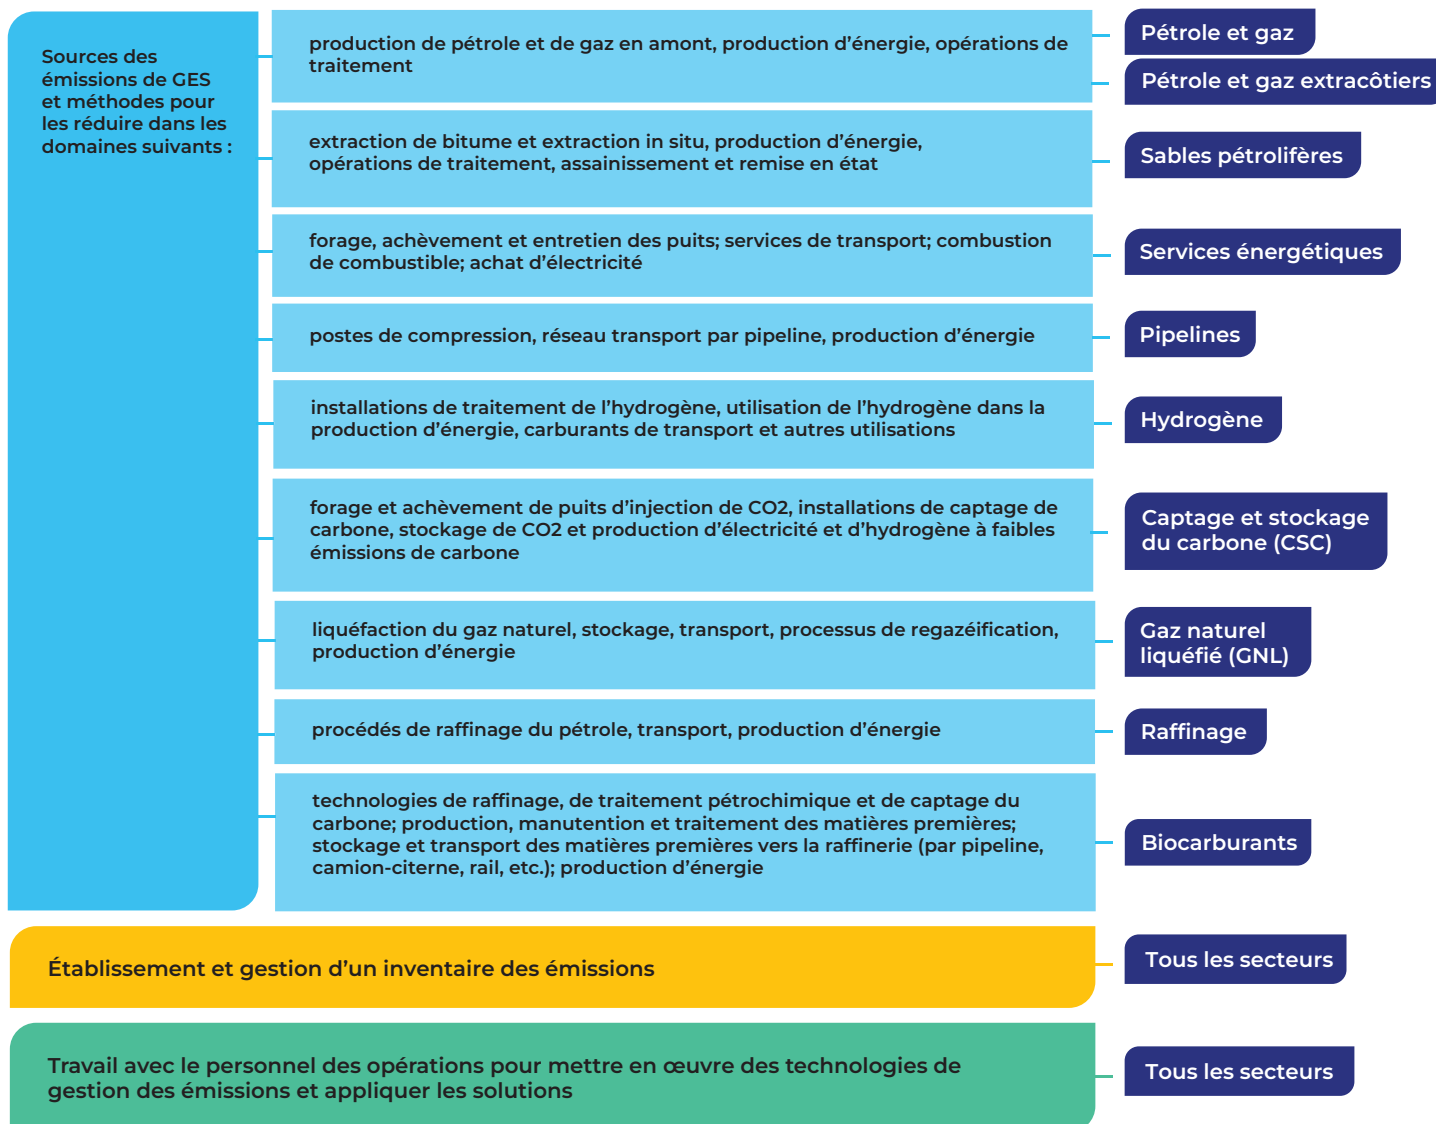 Sources des
émissions de GES
et méthodes pour
les réduire dans les
domaines suivants :
production de pétrole et de gaz en amont, production d’énergie, opérations de
traitement
Pétrole et gaz
Pétrole et gaz extracôtiers
extraction de bitume et extraction in situ, production d’énergie,
opérations de traitement, assainissement et remise en état
Sables pétrolifères
forage, achèvement et entretien des puits; services de transport; combustion
de combustible; achat d’électricité
Services énergétiques
postes de compression, réseau transport par pipeline, production d’énergie
Pipelines
installations de traitement de l’hydrogène, utilisation de l’hydrogène dans la
production d’énergie, carburants de transport et autres utilisations
Hydrogène
forage et achèvement de puits d’injection de CO2, installations de captage de
carbone, stockage de CO2 et production d’électricité et d’hydrogène à faibles
émissions de carbone
Captage et stockage
du carbone (CSC)
liquéfaction du gaz naturel, stockage, transport, processus de regazéification,
production d’énergie
Gaz naturel
liquéfié (GNL)
procédés de raffinage du pétrole, transport, production d’énergie
Raffinage
technologies de raffinage, de traitement pétrochimique et de captage du
carbone; production, manutention et traitement des matières premières;
stockage et transport des matières premières vers la raffinerie (par pipeline,
camion-citerne, rail, etc.); production d’énergie
Biocarburants
Établissement et gestion d’un inventaire des émissions
Tous les secteurs
Travail avec le personnel des opérations pour mettre en œuvre des technologies de
gestion des émissions et appliquer les solutions
Tous les secteurs